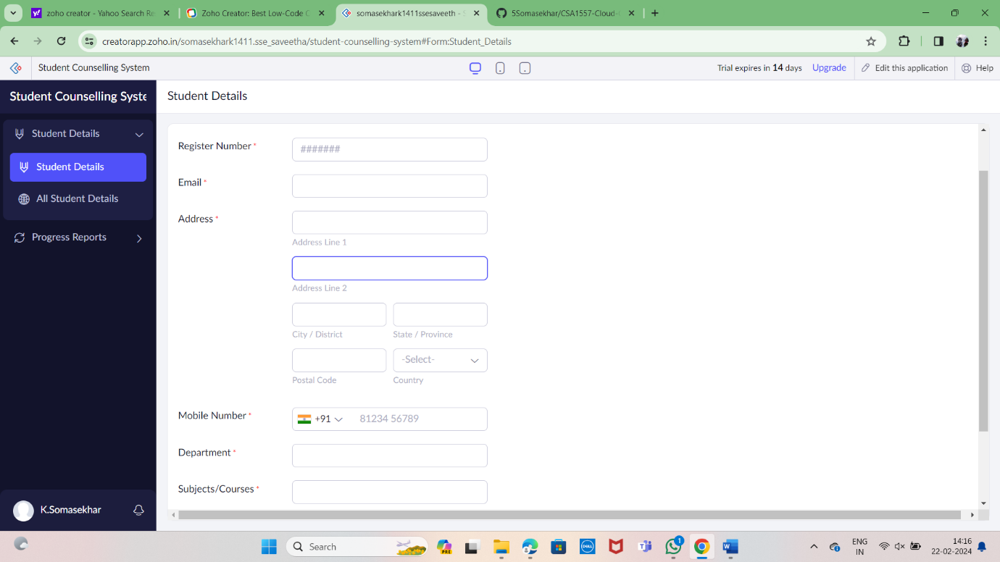 zoho creator - Yahoo Search Re
Zoho Creator: Best Low-Code C
somasekhark1411ssesaveeth - S
5Somasekhar/CSA1557-Cloud-
creatorapp.zoho.in/somasekhark1411.sse_saveetha/student-counselling-system#Form:Student_Details
Student Counselling System
Trial expires in 14 days
Upgrade
Edit this application
Help
Student Counselling Syste
Student Details
Student Details
Student Details
All Student Details
Progress Reports
K.Somasekhar
Register Number *
#######
Email *
Address *
Address Line 1
Address Line 2
City / District
State / Province
-Select-
Postal Code
Country
Mobile Number *
+91
81234 56789
Department *
Subjects/Courses *
Search
PRE
DELL
1
ENG
IN
14:16
22-02-2024